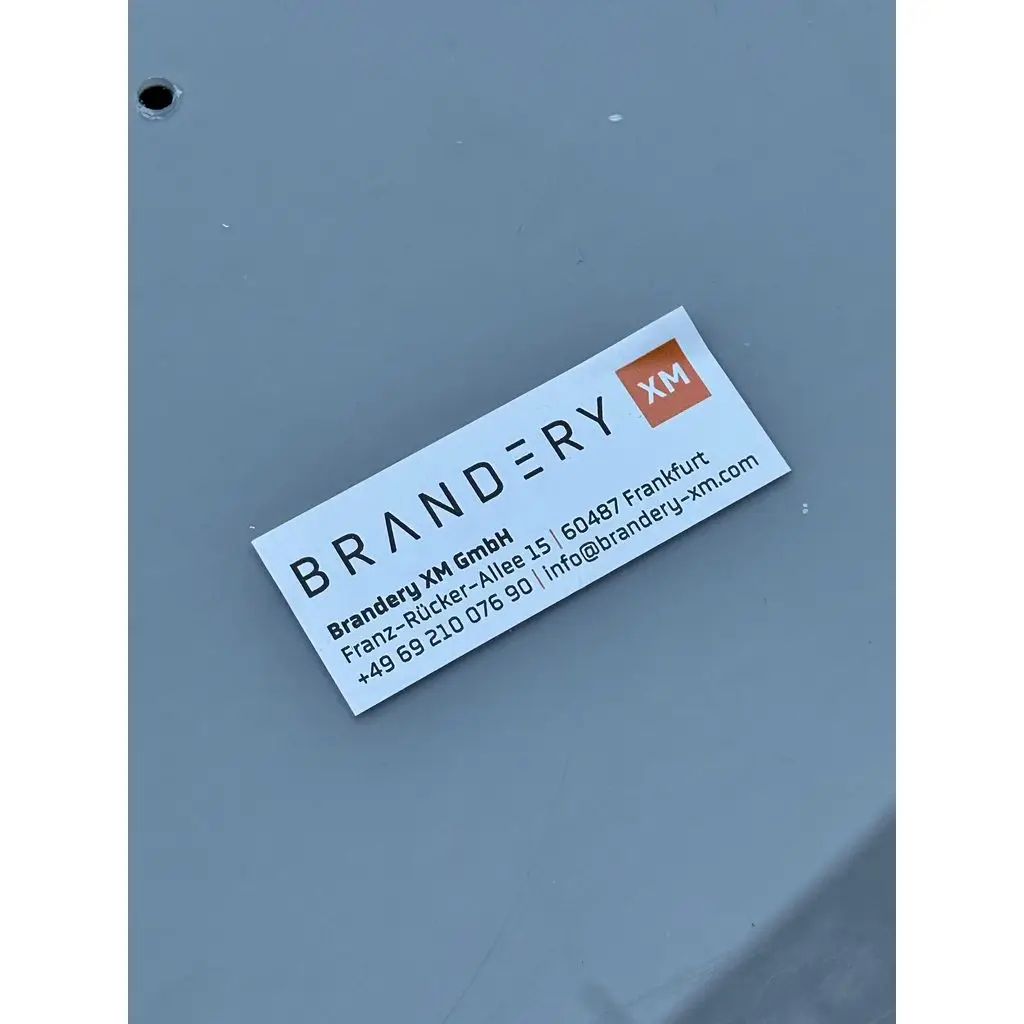 BRANDERY XM
Brandery XM GmbH
Franz-Rücker-Allee 15 | 60487 Frankfurt
+49 69 210 076 90 | info@brandery-xm.com